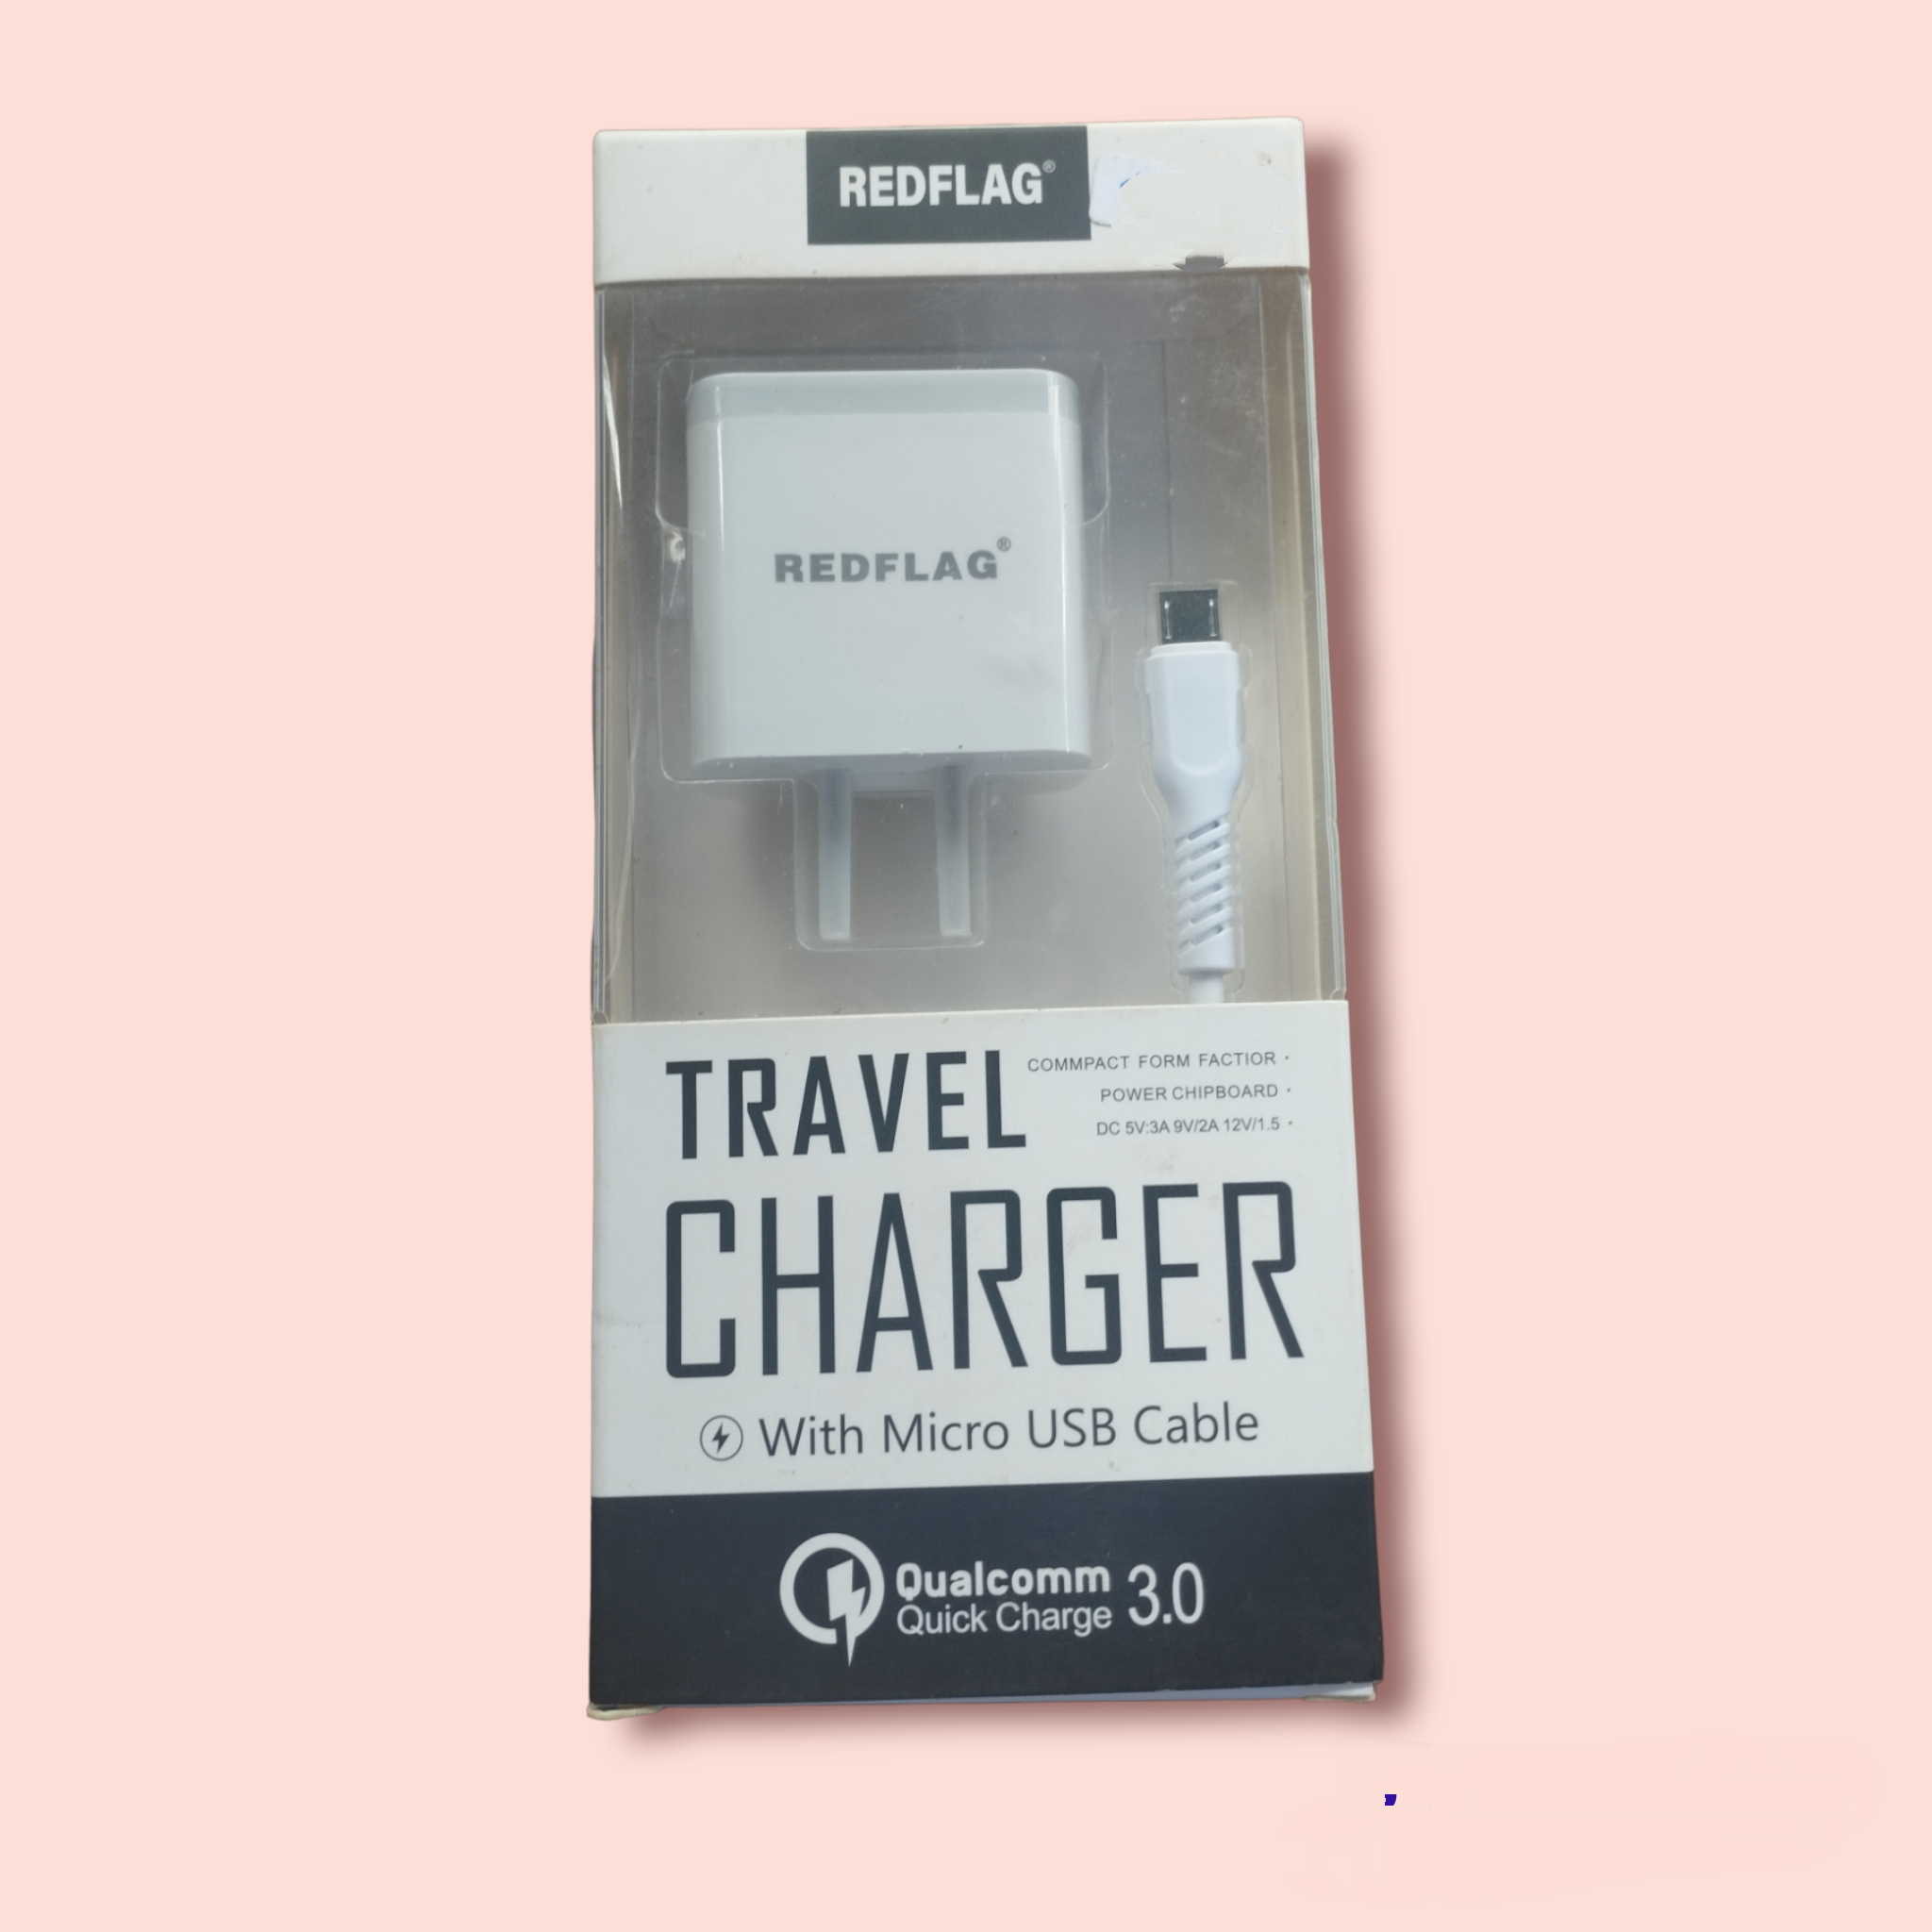 REDFLAG®
REDFLAG®
TRAVEL
COMMPACT FORM FACTIOR •
POWER CHIPBOARD •
DC 5V:3A 9V/2A 12V/1.5 •
CHARGER
With Micro USB Cable
Qualcomm
Quick Charge 3.0